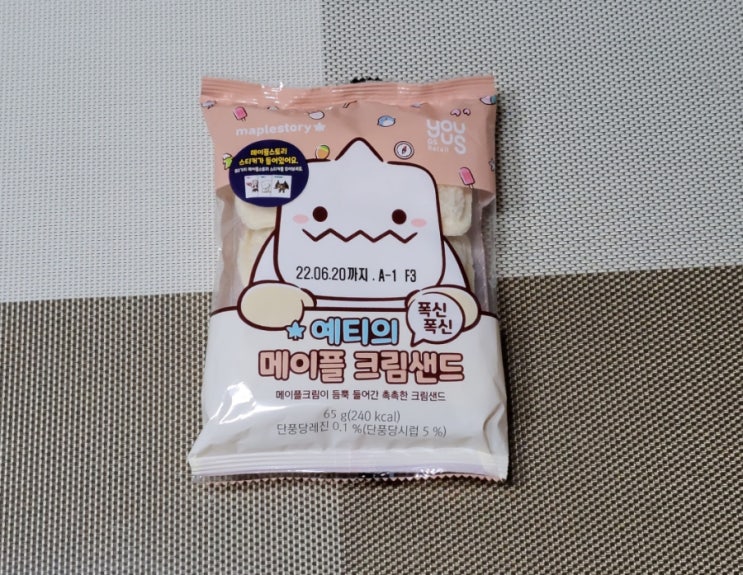 maplestory
YOU
US
GS Retail
메이플스토리
스티커가 들어있어요.
22.06.20까지 . A-1 F3
폭신
폭신
예티의
메이플 크림샌드
메이플크림이 듬뿍 들어간 촉촉한 크림샌드
65 g(240 kcal)
단풍당레진 0.1 %(단풍당시럽 5 %)